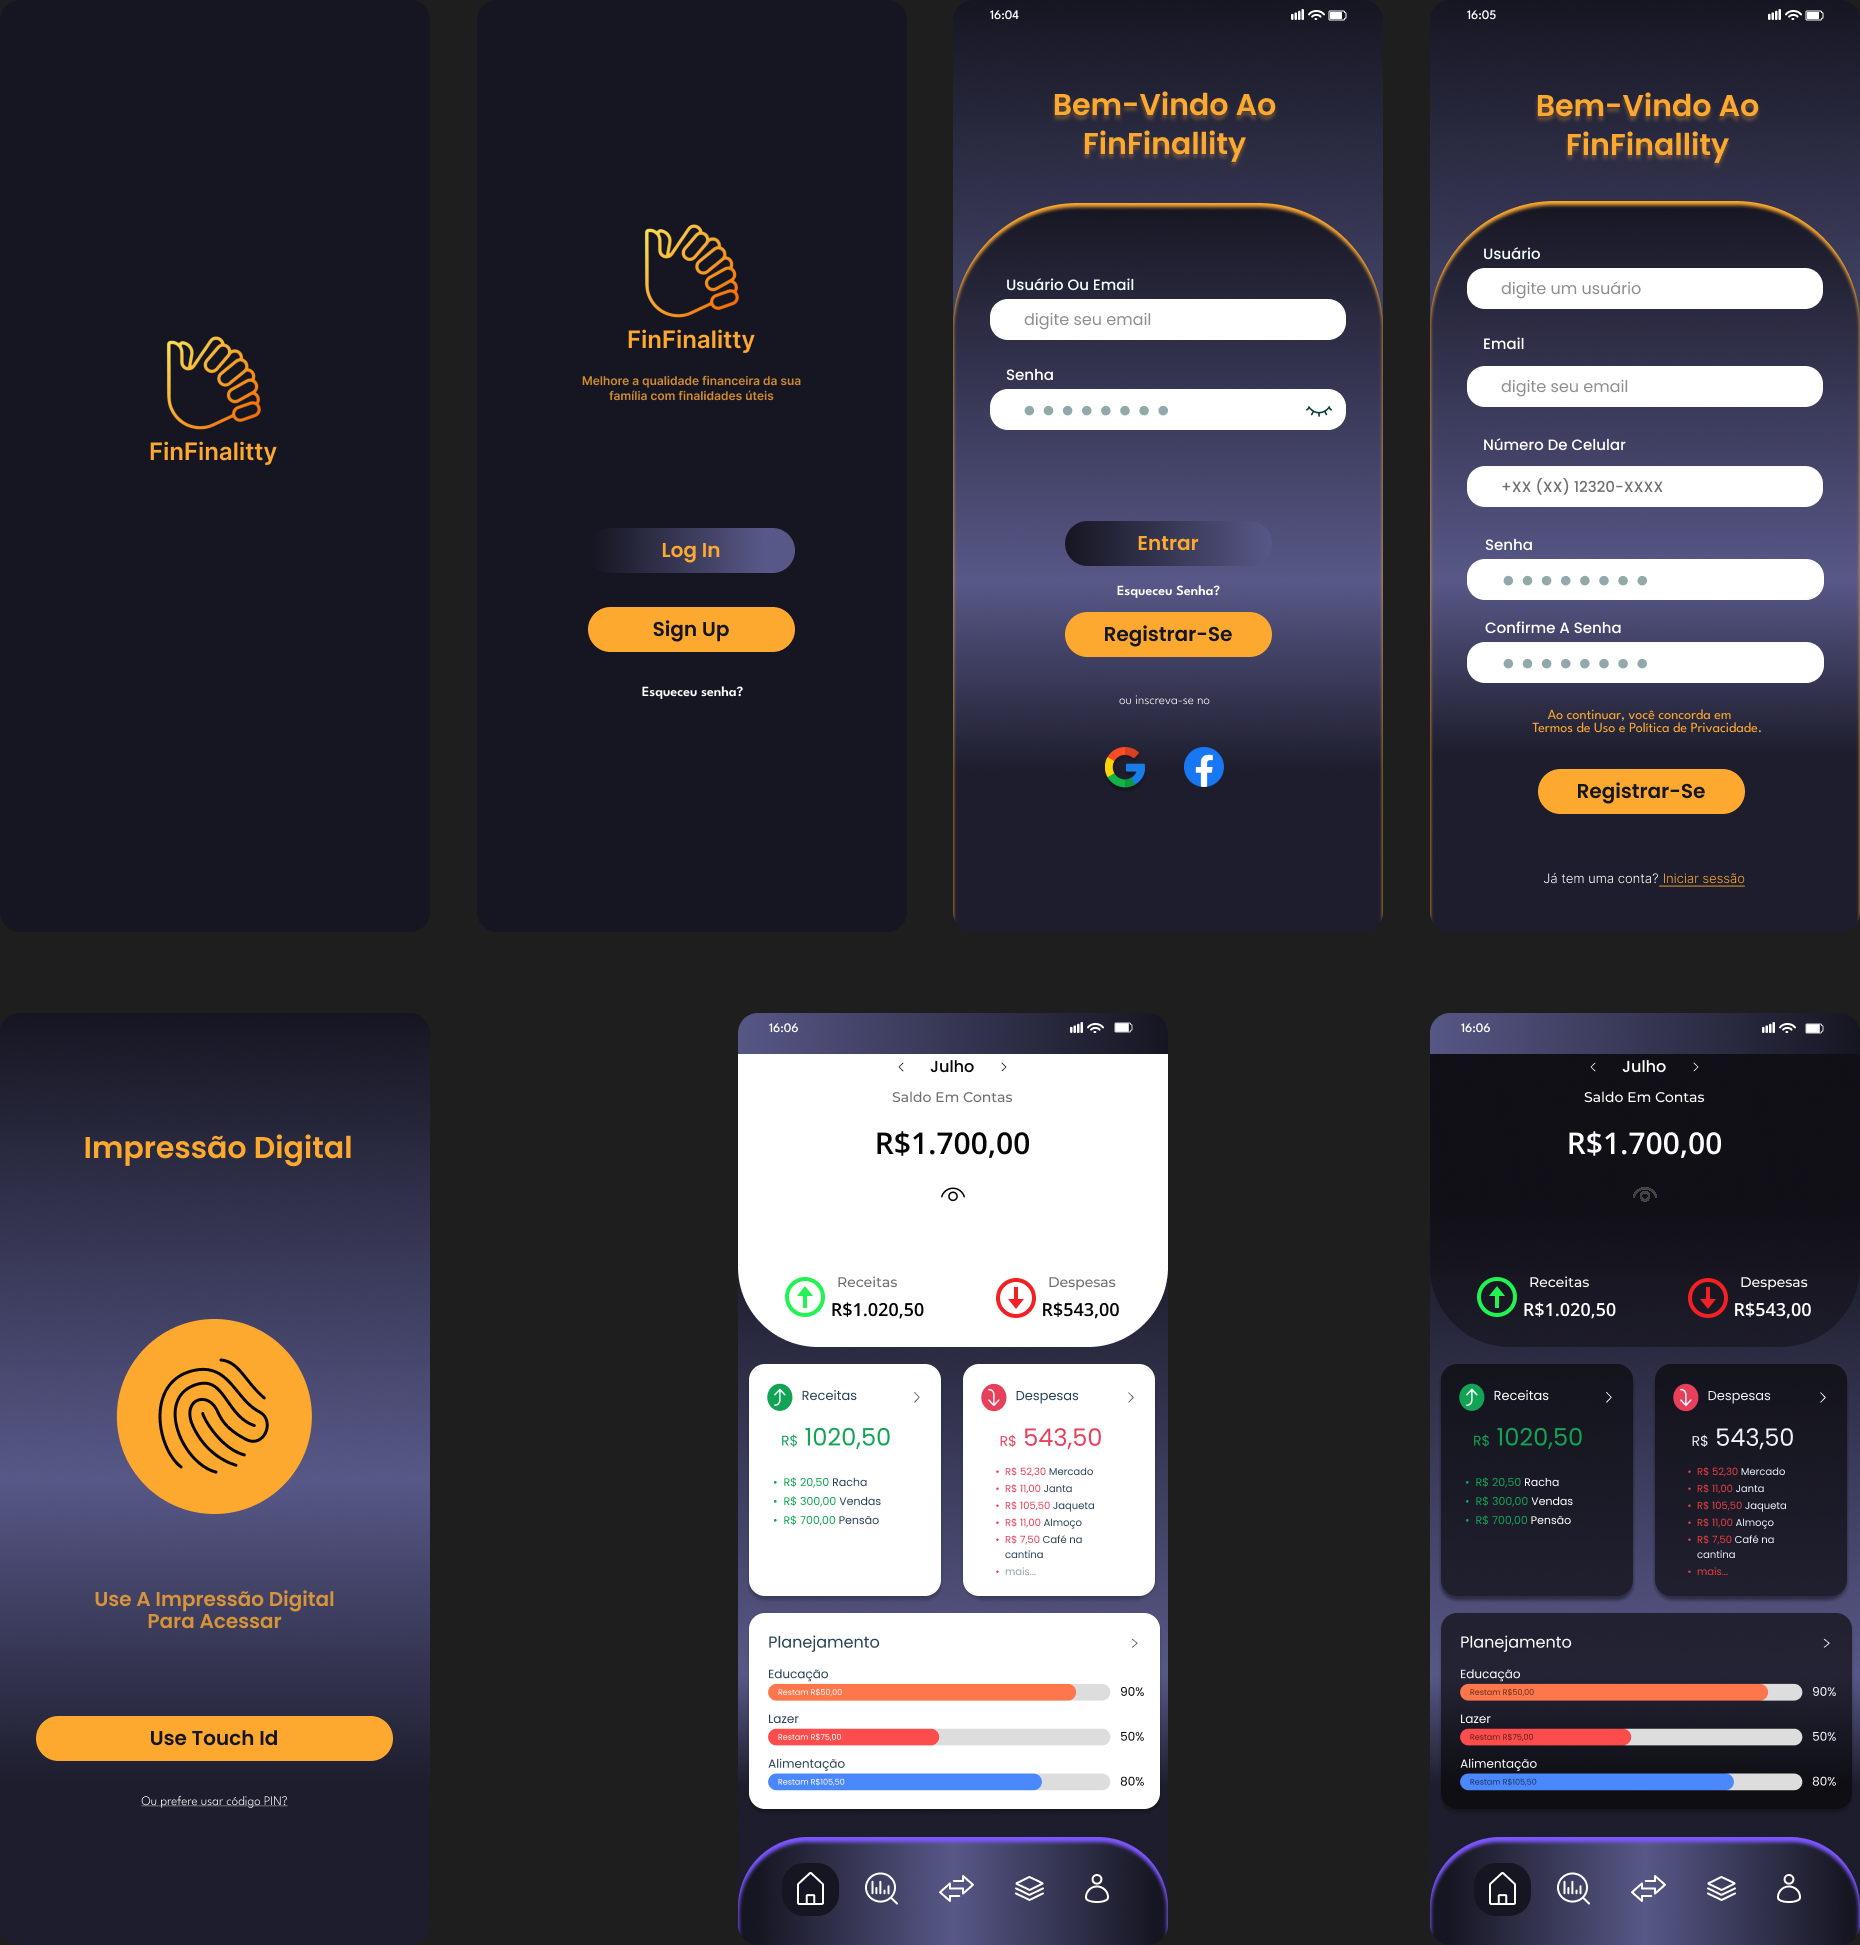 FinFinalitty
FinFinalitty
Melhore a qualidade financeira da sua
família com finalidades úteis
Log In
Sign Up
Esqueceu senha?
16:04
Bem-Vindo Ao
FinFinallity
Usuário Ou Email
digite seu email
Senha
Entrar
Esqueceu Senha?
Registrar-Se
ou inscreva-se no
16:05
Bem-Vindo Ao
FinFinallity
Usuário
digite um usuário
Email
digite seu email
Número De Celular
+XX (XX) 12320-XXXX
Senha
Confirme A Senha
Ao continuar, você concorda em
Termos de Uso e Política de Privacidade.
Registrar-Se
Já tem uma conta? Iniciar sessão
Impressão Digital
Use A Impressão Digital
Para Acessar
Use Touch Id
Ou prefere usar código PIN?
16:06
Julho
Saldo Em Contas
R$1.700,00
Receitas
R$1.020,50
Despesas
R$543,00
Receitas
R$ 1020,50
• R$ 20,50 Racha
• R$ 300,00 Vendas
• R$ 700,00 Pensão
Despesas
R$ 543,50
• R$ 52,30 Mercado
• R$ 11,00 Janta
• R$ 105,50 Jaqueta
• R$ 11,00 Almoço
• R$ 7,50 Café na
cantina
• mais...
Planejamento
Educação
Restam R$50,00 90%
Lazer
Restam R$75,00 50%
Alimentação
Restam R$105,50 80%
16:06
Julho
Saldo Em Contas
R$1.700,00
Receitas
R$1.020,50
Despesas
R$543,00
Receitas
R$ 1020,50
• R$ 20,50 Racha
• R$ 300,00 Vendas
• R$ 700,00 Pensão
Despesas
R$ 543,50
• R$ 52,30 Mercado
• R$ 11,00 Janta
• R$ 105,50 Jaqueta
• R$ 11,00 Almoço
• R$ 7,50 Café na
cantina
• mais...
Planejamento
Educação
Restam R$50,00 90%
Lazer
Restam R$75,00 50%
Alimentação
Restam R$105,50 80%